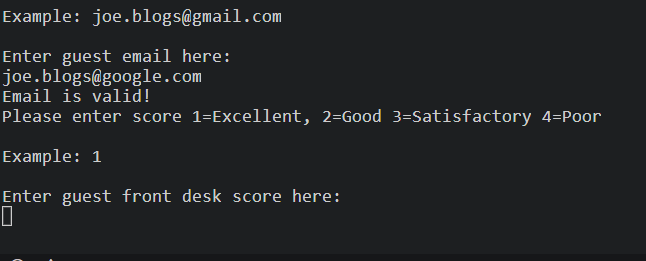 Example: joe.blogs@gmail.com
Enter guest email here:
joe.blogs@google.com
Email is valid!
Please enter score 1=Excellent, 2=Good 3=Satisfactory 4=Poor
Example: 1
Enter guest front desk score here: